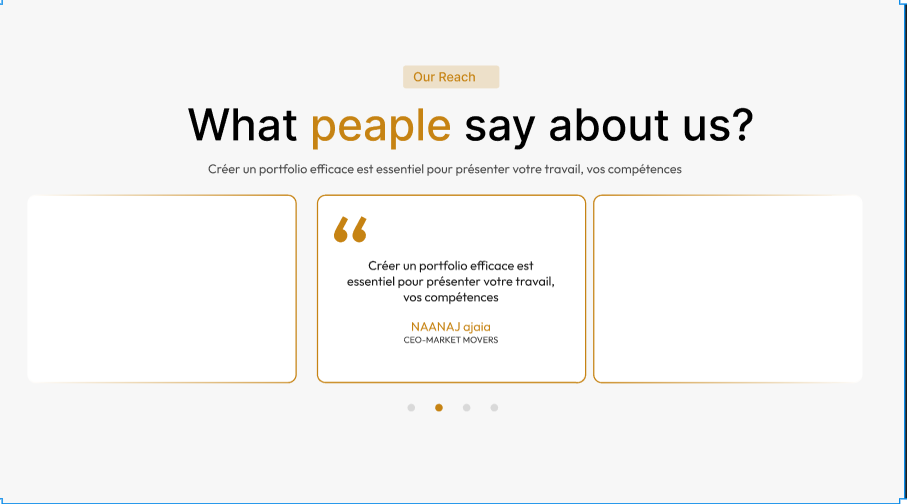 Our Reach
What peaple say about us?
Créer un portfolio efficace est essentiel pour présenter votre travail, vos compétences
“
Créer un portfolio efficace est
essentiel pour présenter votre travail,
vos compétences
NAANAJ ajaia
CEO-MARKET MOVERS